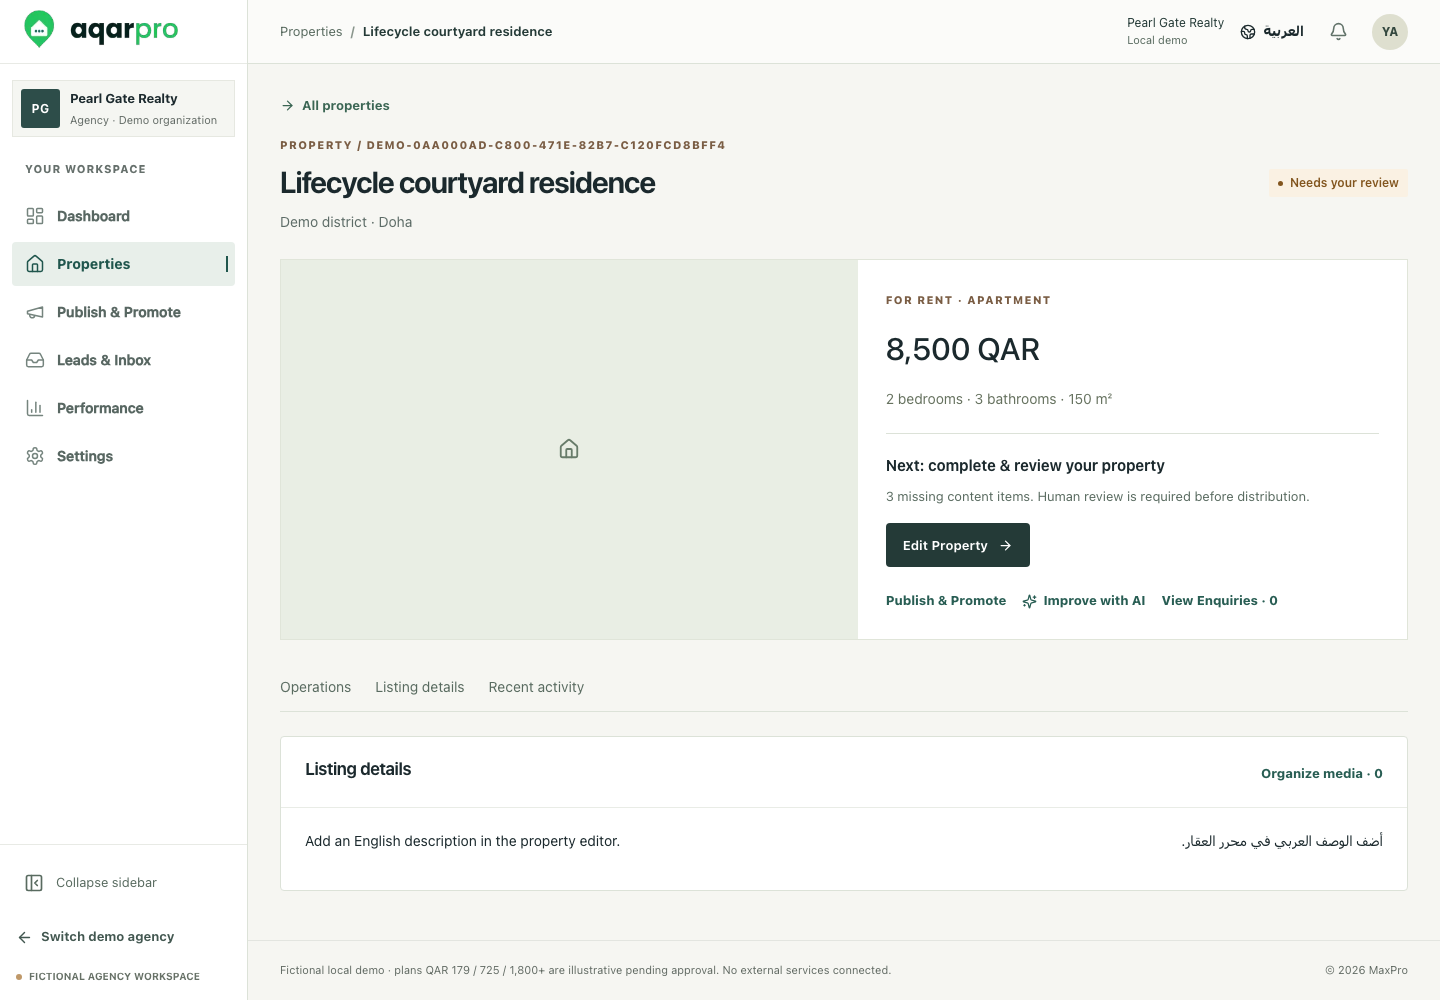 aqarpro
Properties / Lifecycle courtyard residence
Pearl Gate Realty
Local demo
العربية
YA
PG
Pearl Gate Realty
Agency · Demo organization
YOUR WORKSPACE
Dashboard
Properties
Publish & Promote
Leads & Inbox
Performance
Settings
Collapse sidebar
Switch demo agency
FICTIONAL AGENCY WORKSPACE
All properties
PROPERTY / DEMO-0AA000AD-C800-471E-82B7-C120FCD8BFF4
Lifecycle courtyard residence
Needs your review
Demo district · Doha
FOR RENT · APARTMENT
8,500 QAR
2 bedrooms · 3 bathrooms · 150 m²
Next: complete & review your property
3 missing content items. Human review is required before distribution.
Edit Property
Publish & Promote Improve with AI View Enquiries · 0
Operations Listing details Recent activity
Listing details
Organize media · 0
Add an English description in the property editor.
أضف الوصف العربي في محرر العقار.
Fictional local demo · plans QAR 179 / 725 / 1,800+ are illustrative pending approval. No external services connected.
© 2026 MaxPro